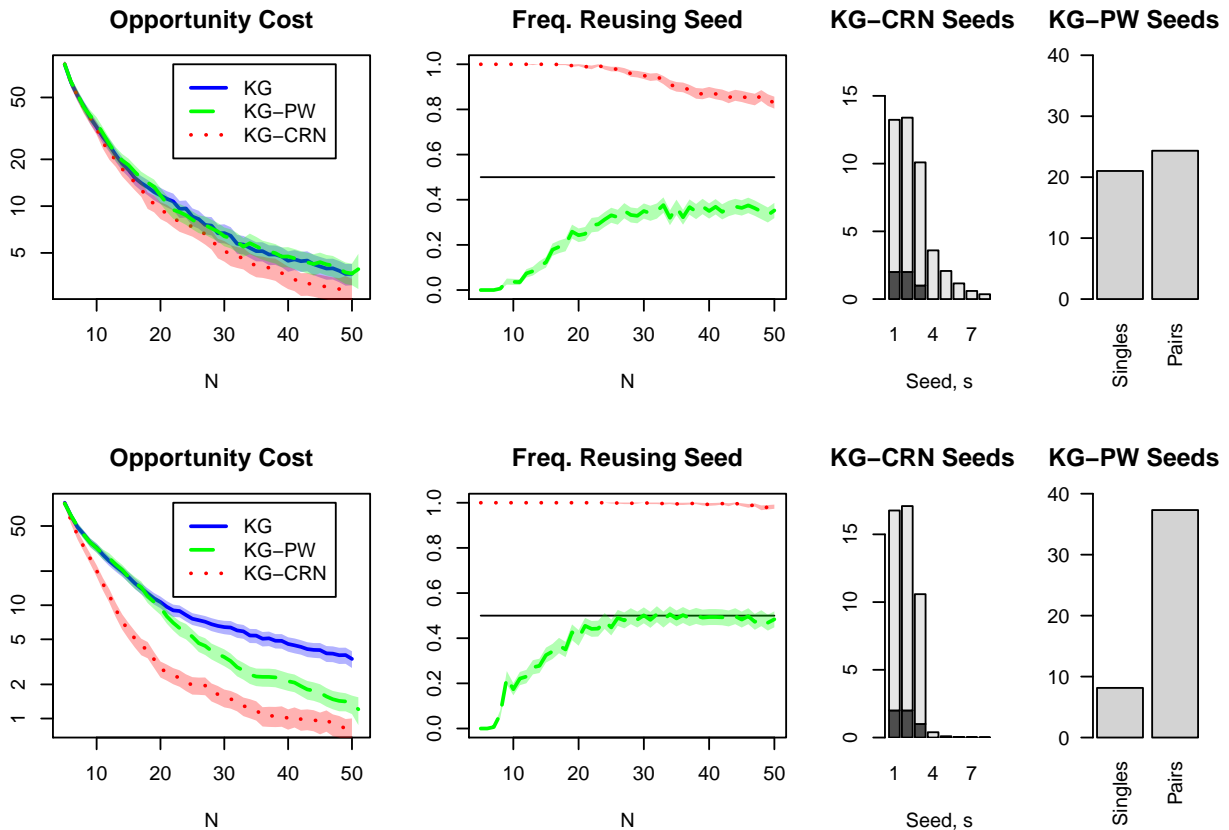 Opportunity Cost
50
20
10
5
10 20 30 40 50
N
KG
KG-PW
KG-CRN
Freq. Reusing Seed
1.0
0.8
0.6
0.4
0.2
0.0
10 20 30 40 50
N
KG-CRN Seeds
15
10
5
0
1 4 7
Seed, s
KG-PW Seeds
40
30
20
10
0
Singles
Pairs
Opportunity Cost
50
10
5
2
1
10 20 30 40 50
N
KG
KG-PW
KG-CRN
Freq. Reusing Seed
1.0
0.8
0.6
0.4
0.2
0.0
10 20 30 40 50
N
KG-CRN Seeds
15
10
5
0
1 4 7
Seed, s
KG-PW Seeds
40
30
20
10
0
Singles
Pairs